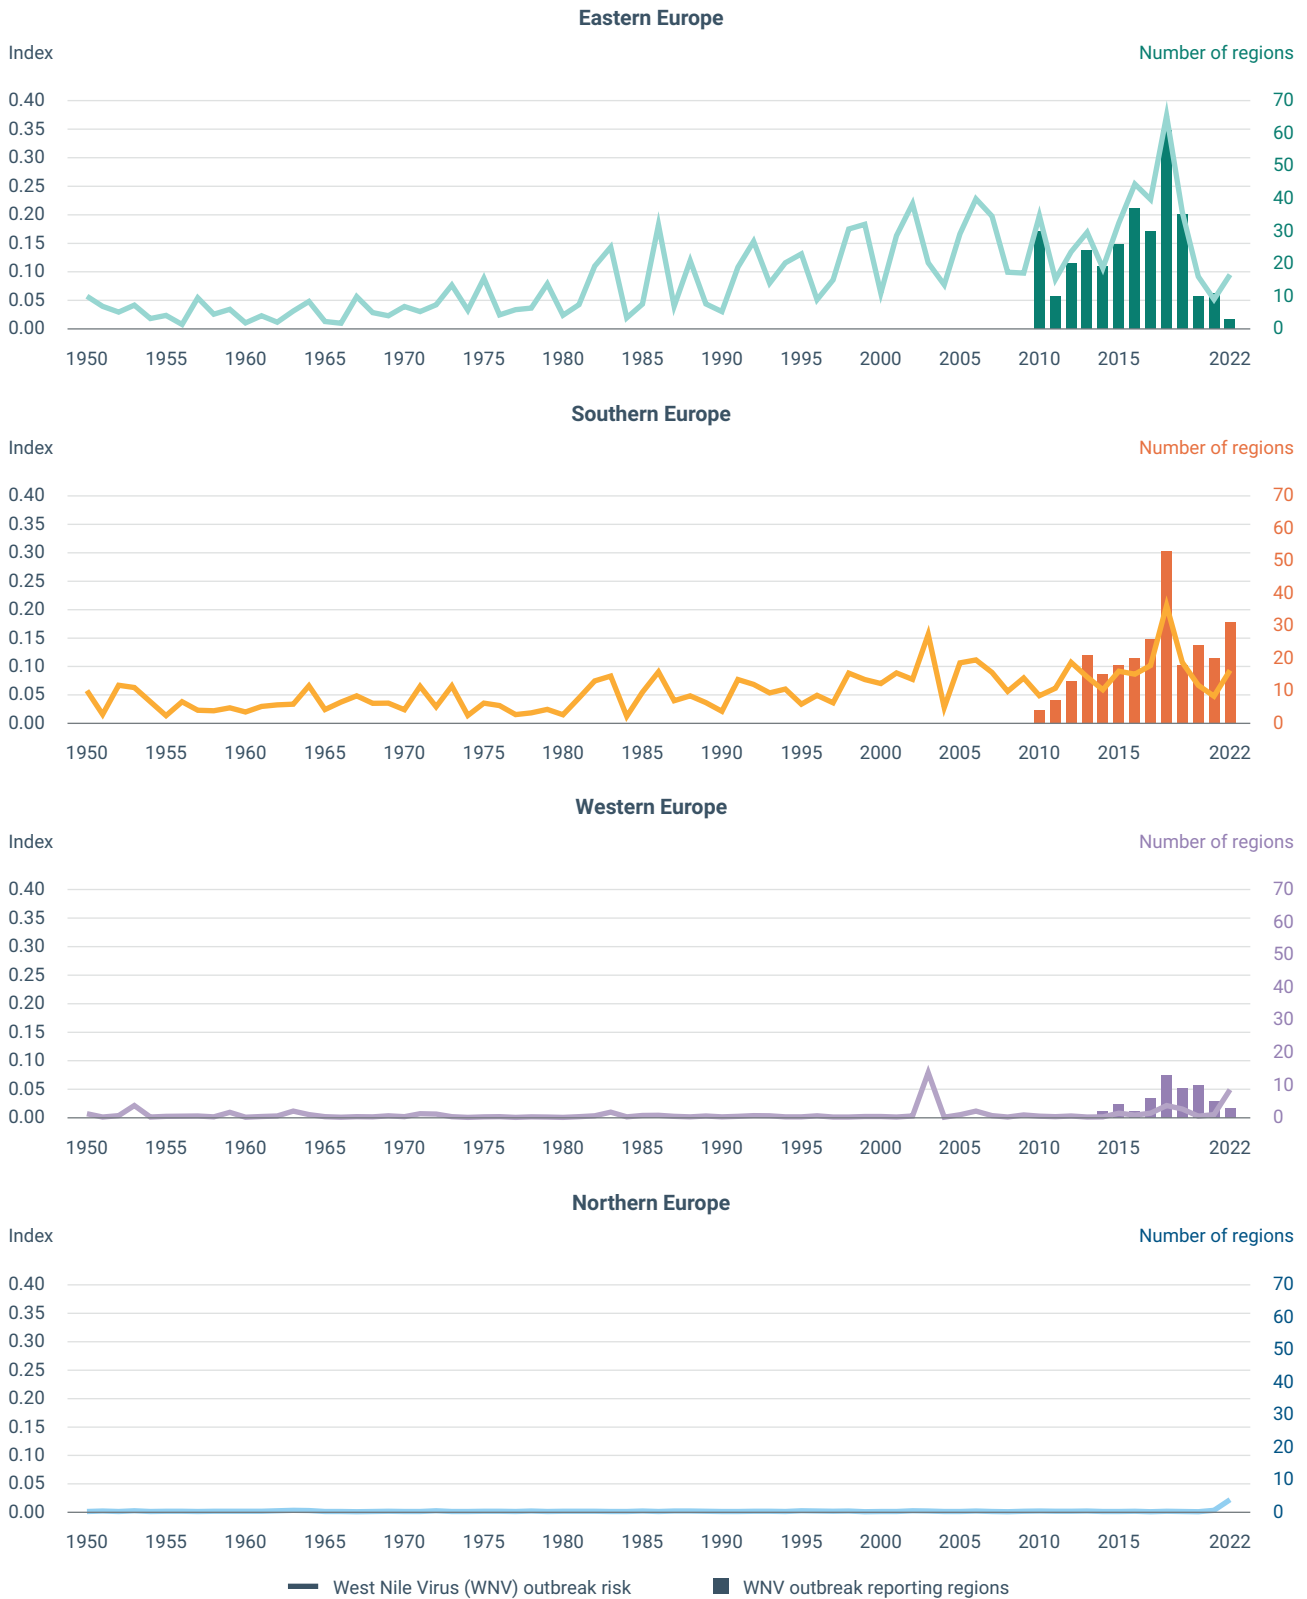 Eastern Europe
Index Number of regions
0.40 70
0.35 60
0.30 50
0.25 40
0.20 30
0.15 20
0.10 10
0.05 0
0.00
1950 1955 1960 1965 1970 1975 1980 1985 1990 1995 2000 2005 2010 2015 2022
Southern Europe
Index Number of regions
0.40 70
0.35 60
0.30 50
0.25 40
0.20 30
0.15 20
0.10 10
0.05 0
0.00
1950 1955 1960 1965 1970 1975 1980 1985 1990 1995 2000 2005 2010 2015 2022
Western Europe
Index Number of regions
0.40 70
0.35 60
0.30 50
0.25 40
0.20 30
0.15 20
0.10 10
0.05 0
0.00
1950 1955 1960 1965 1970 1975 1980 1985 1990 1995 2000 2005 2010 2015 2022
Northern Europe
Index Number of regions
0.40 70
0.35 60
0.30 50
0.25 40
0.20 30
0.15 20
0.10 10
0.05 0
0.00
1950 1955 1960 1965 1970 1975 1980 1985 1990 1995 2000 2005 2010 2015 2022
West Nile Virus (WNV) outbreak risk WNV outbreak reporting regions